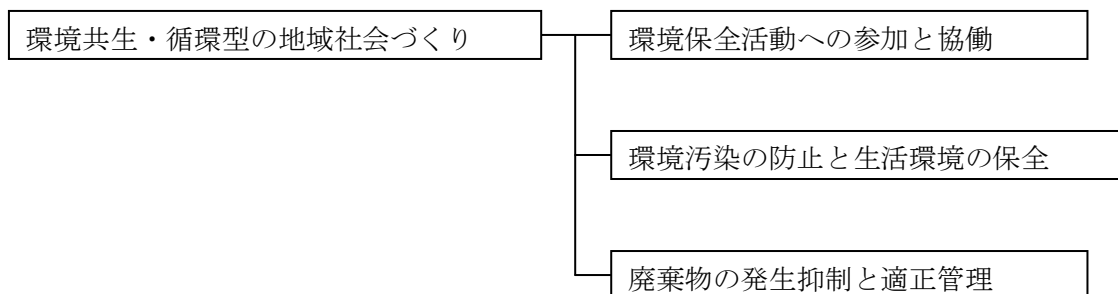 環境共生・循環型の地域社会づくり
環境保全活動への参加と協働
環境汚染の防止と生活環境の保全
廃棄物の発生抑制と適正管理